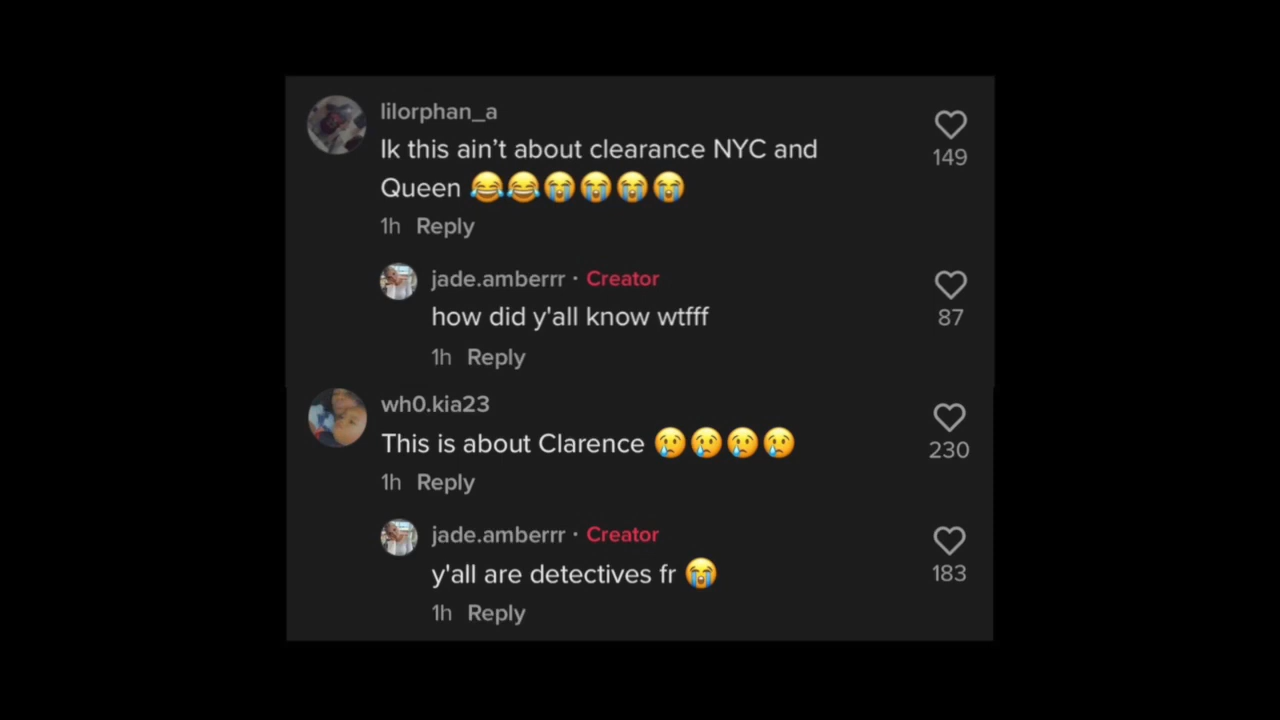 lilorphan_a
Ik this ain't about clearance NYC and
Queen 😂😂😭😭😭😭
149
1h Reply
jade.amberrr · Creator
how did y'all know wtfff
87
1h Reply
wh0.kia23
This is about Clarence 😢😢😢😢
230
1h Reply
jade.amberrr · Creator
y'all are detectives fr 😭
183
1h Reply